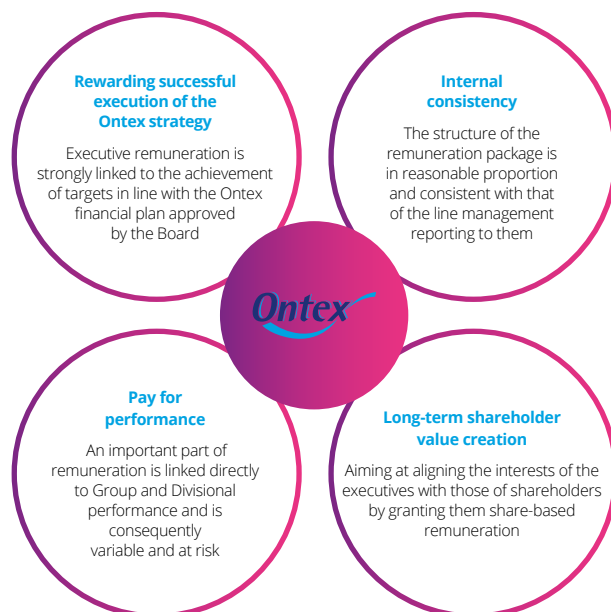 Rewarding successful
execution of the
Ontex strategy
Executive remuneration is
strongly linked to the achievement
of targets in line with the Ontex
financial plan approved
by the Board
Internal
consistency
The structure of the
remuneration package is
in reasonable proportion
and consistent with that
of the line management
reporting to them
Ontex
Pay for
performance
An important part of
remuneration is linked directly
to Group and Divisional
performance and is
consequently
variable and at risk
Long-term shareholder
value creation
Aiming at aligning the interests of the
executives with those of shareholders
by granting them share-based
remuneration